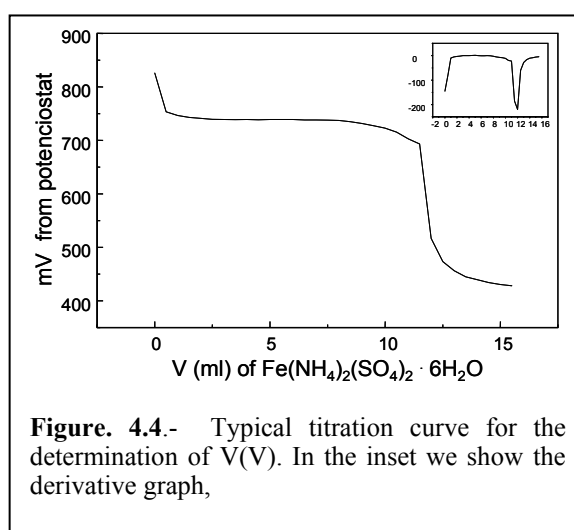 900
800
700
600
500
400
mV from potenciostat
0
-100
-200
-2 0 2 4 6 8 10 12 14 16
0 5 10 15
V (ml) of Fe(NH₄)₂(SO₄)₂ · 6H₂O
Figure. 4.4.- Typical titration curve for the
determination of V(V). In the inset we show the
derivative graph,